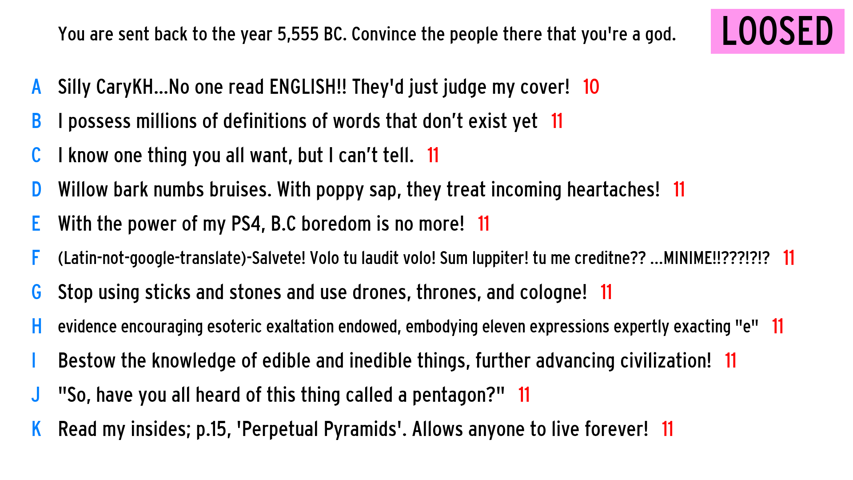 You are sent back to the year 5,555 BC. Convince the people there that you're a god.
LOOSED
A Silly CaryKH...No one read ENGLISH!! They'd just judge my cover! 10
B I possess millions of definitions of words that don’t exist yet 11
C I know one thing you all want, but I can’t tell. 11
D Willow bark numbs bruises. With poppy sap, they treat incoming heartaches! 11
E With the power of my PS4, B.C boredom is no more! 11
F (Latin-not-google-translate)-Salvete! Volo tu laudit volo! Sum Iuppiter! tu me creditne?? ...MINIME!!???!?!? 11
G Stop using sticks and stones and use drones, thrones, and cologne! 11
H evidence encouraging esoteric exaltation endowed, embodying eleven expressions expertly exacting "e" 11
I Bestow the knowledge of edible and inedible things, further advancing civilization! 11
J "So, have you all heard of this thing called a pentagon?" 11
K Read my insides; p.15, 'Perpetual Pyramids'. Allows anyone to live forever! 11